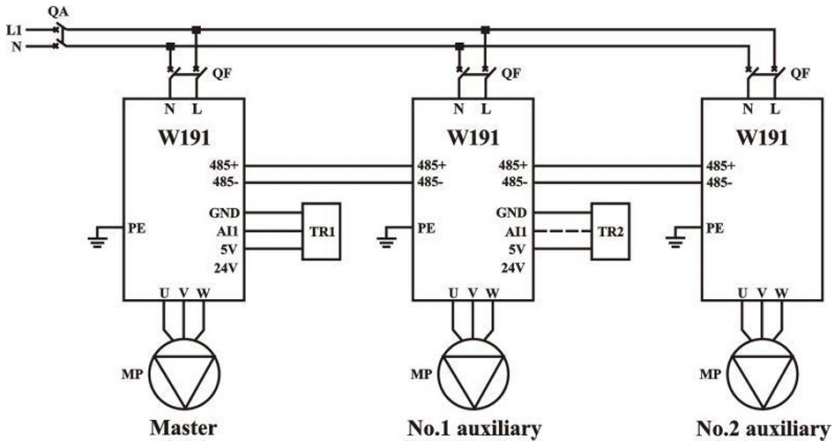 QA
L1
N
QF
QF
QF
N L
N L
N L
W191
W191
W191
485+
485-
485+
485-
485+
485-
485+
485-
GND
AI1
5V
24V
TR1
GND
AI1
5V
24V
TR2
PE
PE
PE
U V W
U V W
U V W
MP
MP
MP
Master
No.1 auxiliary
No.2 auxiliary